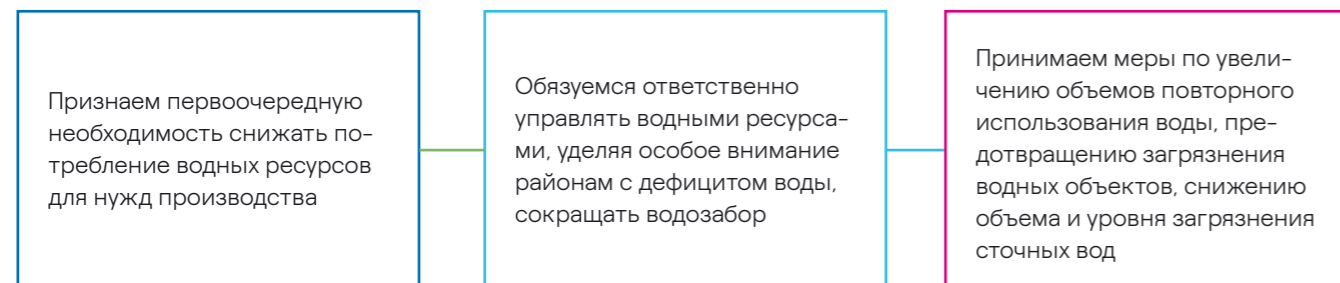 Признаем первоочередную
необходимость снижать по-
требление водных ресурсов
для нужд производства
Обязуемся ответственно
управлять водными ресурса-
ми, уделяя особое внимание
районам с дефицитом воды,
сокращать водозабор
Принимаем меры по увели-
чению объемов повторного
использования воды, пре-
дотвращению загрязнения
водных объектов, снижению
объема и уровня загрязнения
сточных вод